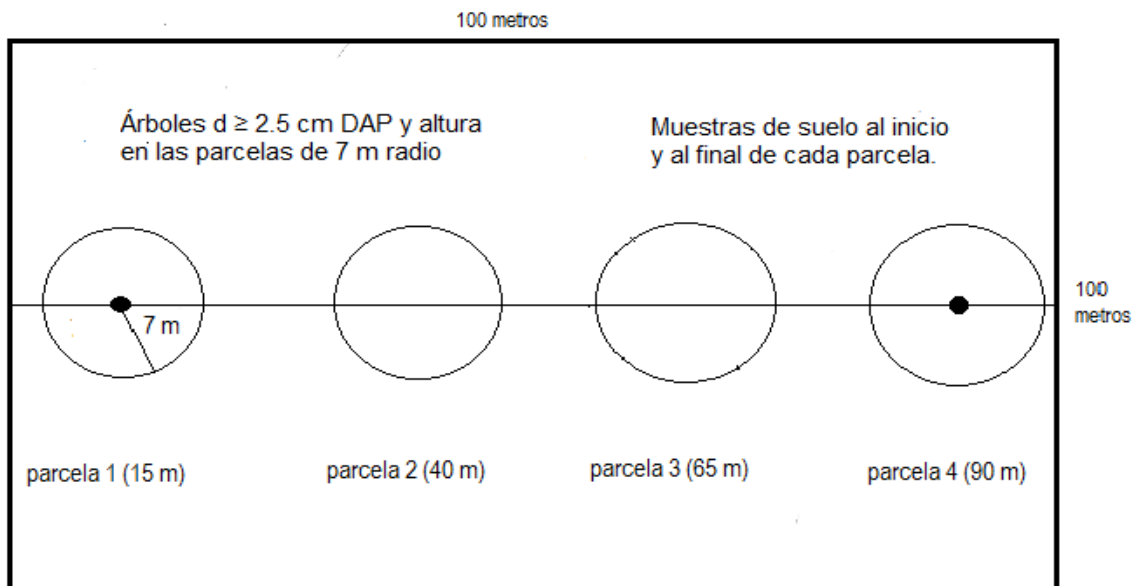 100 metros
Árboles d ≥ 2.5 cm DAP y altura
en las parcelas de 7 m radio
Muestras de suelo al inicio
y al final de cada parcela.
7 m
100
metros
parcela 1 (15 m)
parcela 2 (40 m)
parcela 3 (65 m)
parcela 4 (90 m)